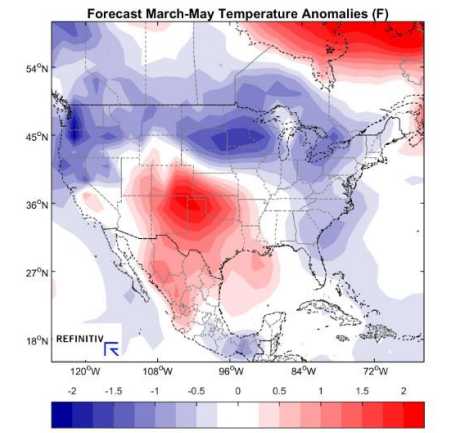 Forecast March-May Temperature Anomalies (F)
54°N
45°N
36°N
27°N
18°N
REFINITIV
120°W 108°W 96°W 84°W 72°W
-2 -1.5 -1 -0.5 0 0.5 1 1.5 2